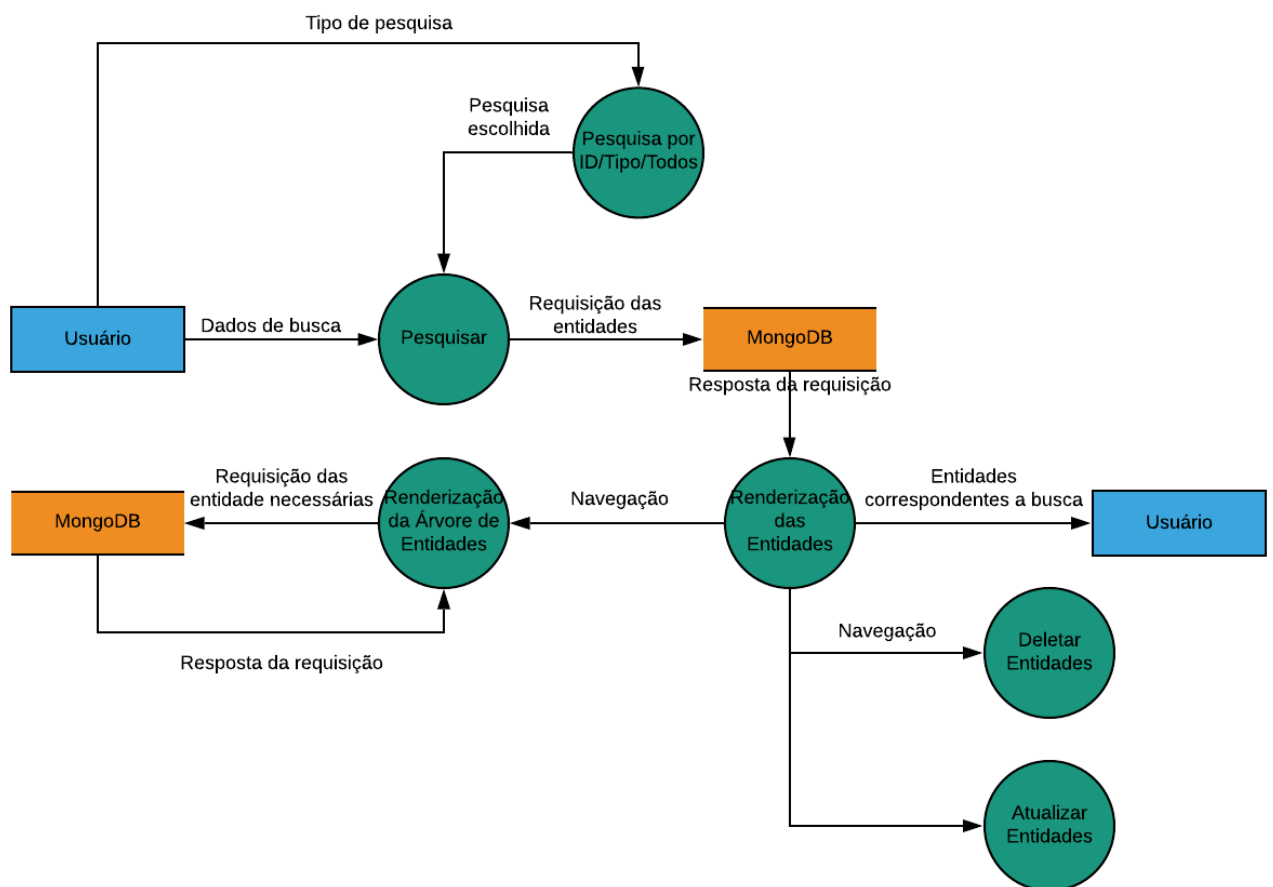 Tipo de pesquisa
Pesquisa
escolhida
Pesquisa por
ID/Tipo/Todos
Usuário
Dados de busca
Pesquisar
Requisição das
entidades
MongoDB
Resposta da requisição
MongoDB
Requisição das
entidade necessárias
Renderização
da Árvore de
Entidades
Navegação
Renderização
das
Entidades
Entidades
correspondentes a busca
Usuário
Resposta da requisição
Navegação
Deletar
Entidades
Atualizar
Entidades